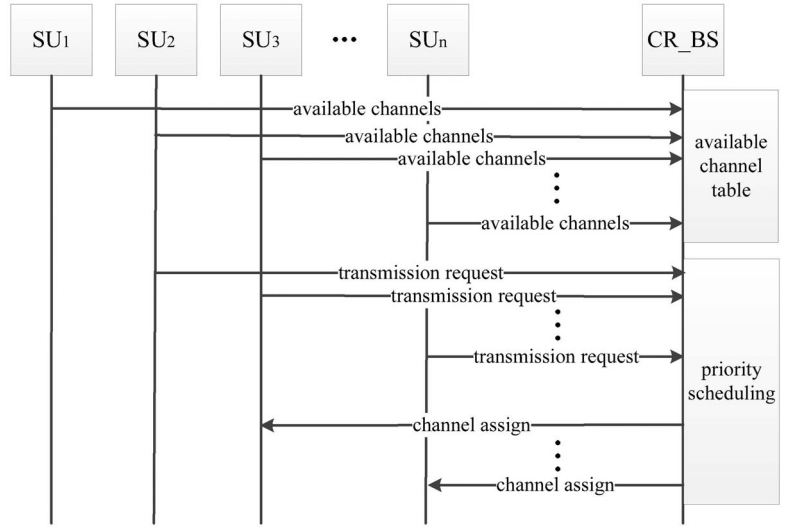 SU1 SU2 SU3 ••• SUn CR_BS
available channels
available channels
available channels
available channels
available
channel
table
transmission request
transmission request
transmission request
priority
scheduling
channel assign
channel assign